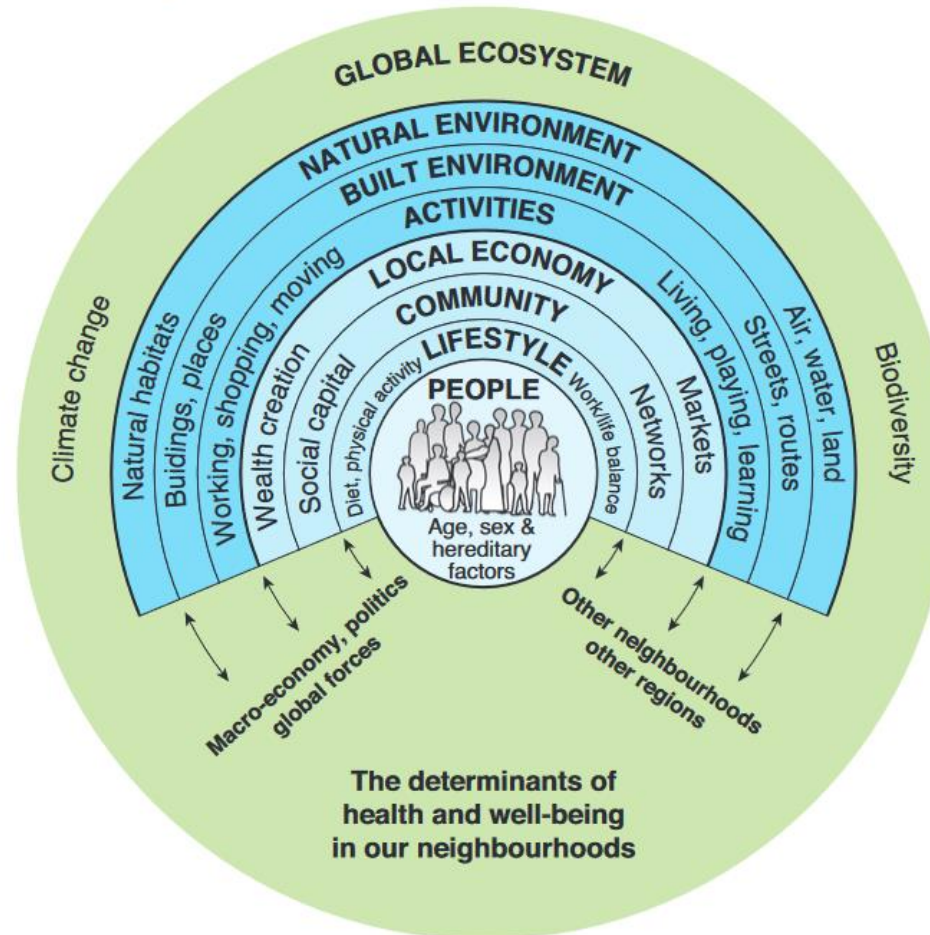 GLOBAL ECOSYSTEM
NATURAL ENVIRONMENT
BUILT ENVIRONMENT
ACTIVITIES
LOCAL ECONOMY
COMMUNITY
LIFESTYLE
PEOPLE
Age, sex &
hereditary
factors
Climate change
Natural habitats
Buidings, places
Working, shopping, moving
Wealth creation
Social capital
Diet, physical activity
Work/life balance
Networks
Markets
Living, playing, learning
Streets, routes
Air, water, land
Biodiversity
Macro-economy, politics
global forces
Other neighbourhoods
other regions
The determinants of
health and well-being
in our neighbourhoods